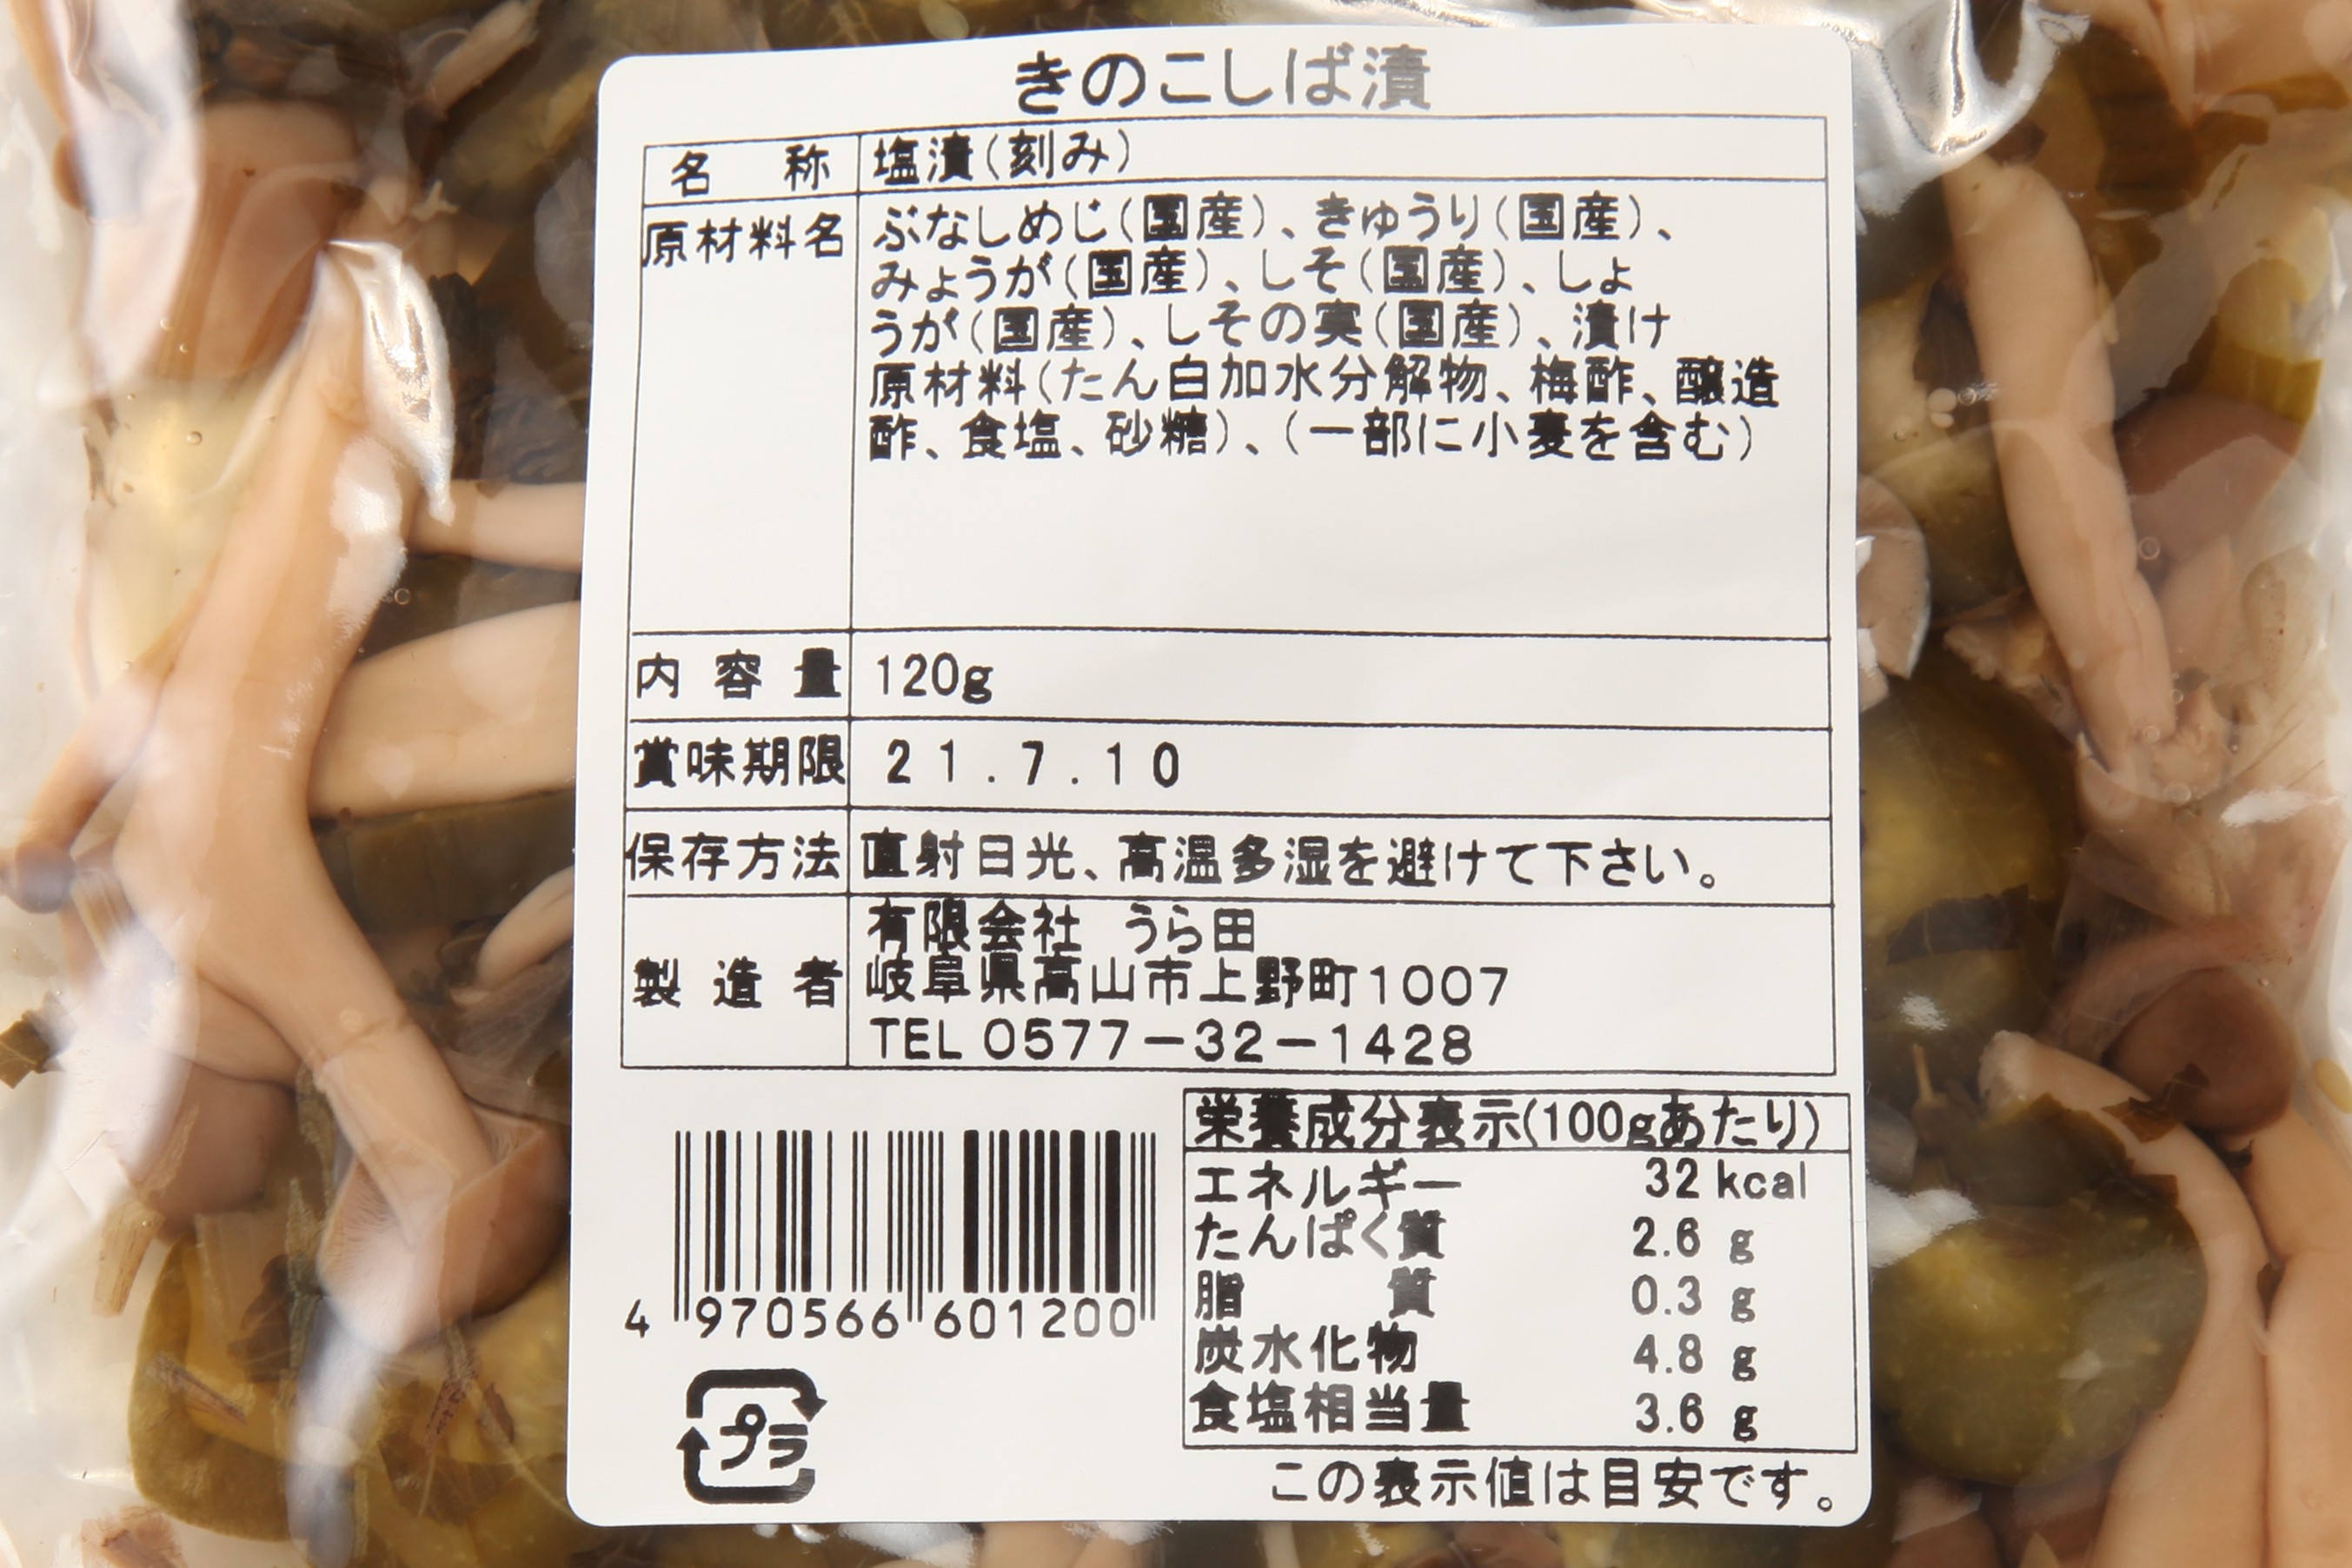 きのこしば漬
名称 塩漬(刻み)
原材料名 ぶなしめじ(国産)、きゅうり(国産)、
みょうが(国産)、しそ(国産)、しょ
うが(国産)、しその実(国産)、漬け
原材料(たん白加水分解物、梅酢、醸造
酢、食塩、砂糖)、(一部に小麦を含む)
内容量 120g
賞味期限 21.7.10
保存方法 直射日光、高温多湿を避けて下さい。
製造者 有限会社 うら田
岐阜県高山市上野町1007
TEL 0577-32-1428
4 970566 601200
プラ
栄養成分表示(100gあたり)
エネルギー 32 kcal
たんぱく質 2.6 g
脂質 0.3 g
炭水化物 4.8 g
食塩相当量 3.6 g
この表示値は目安です。